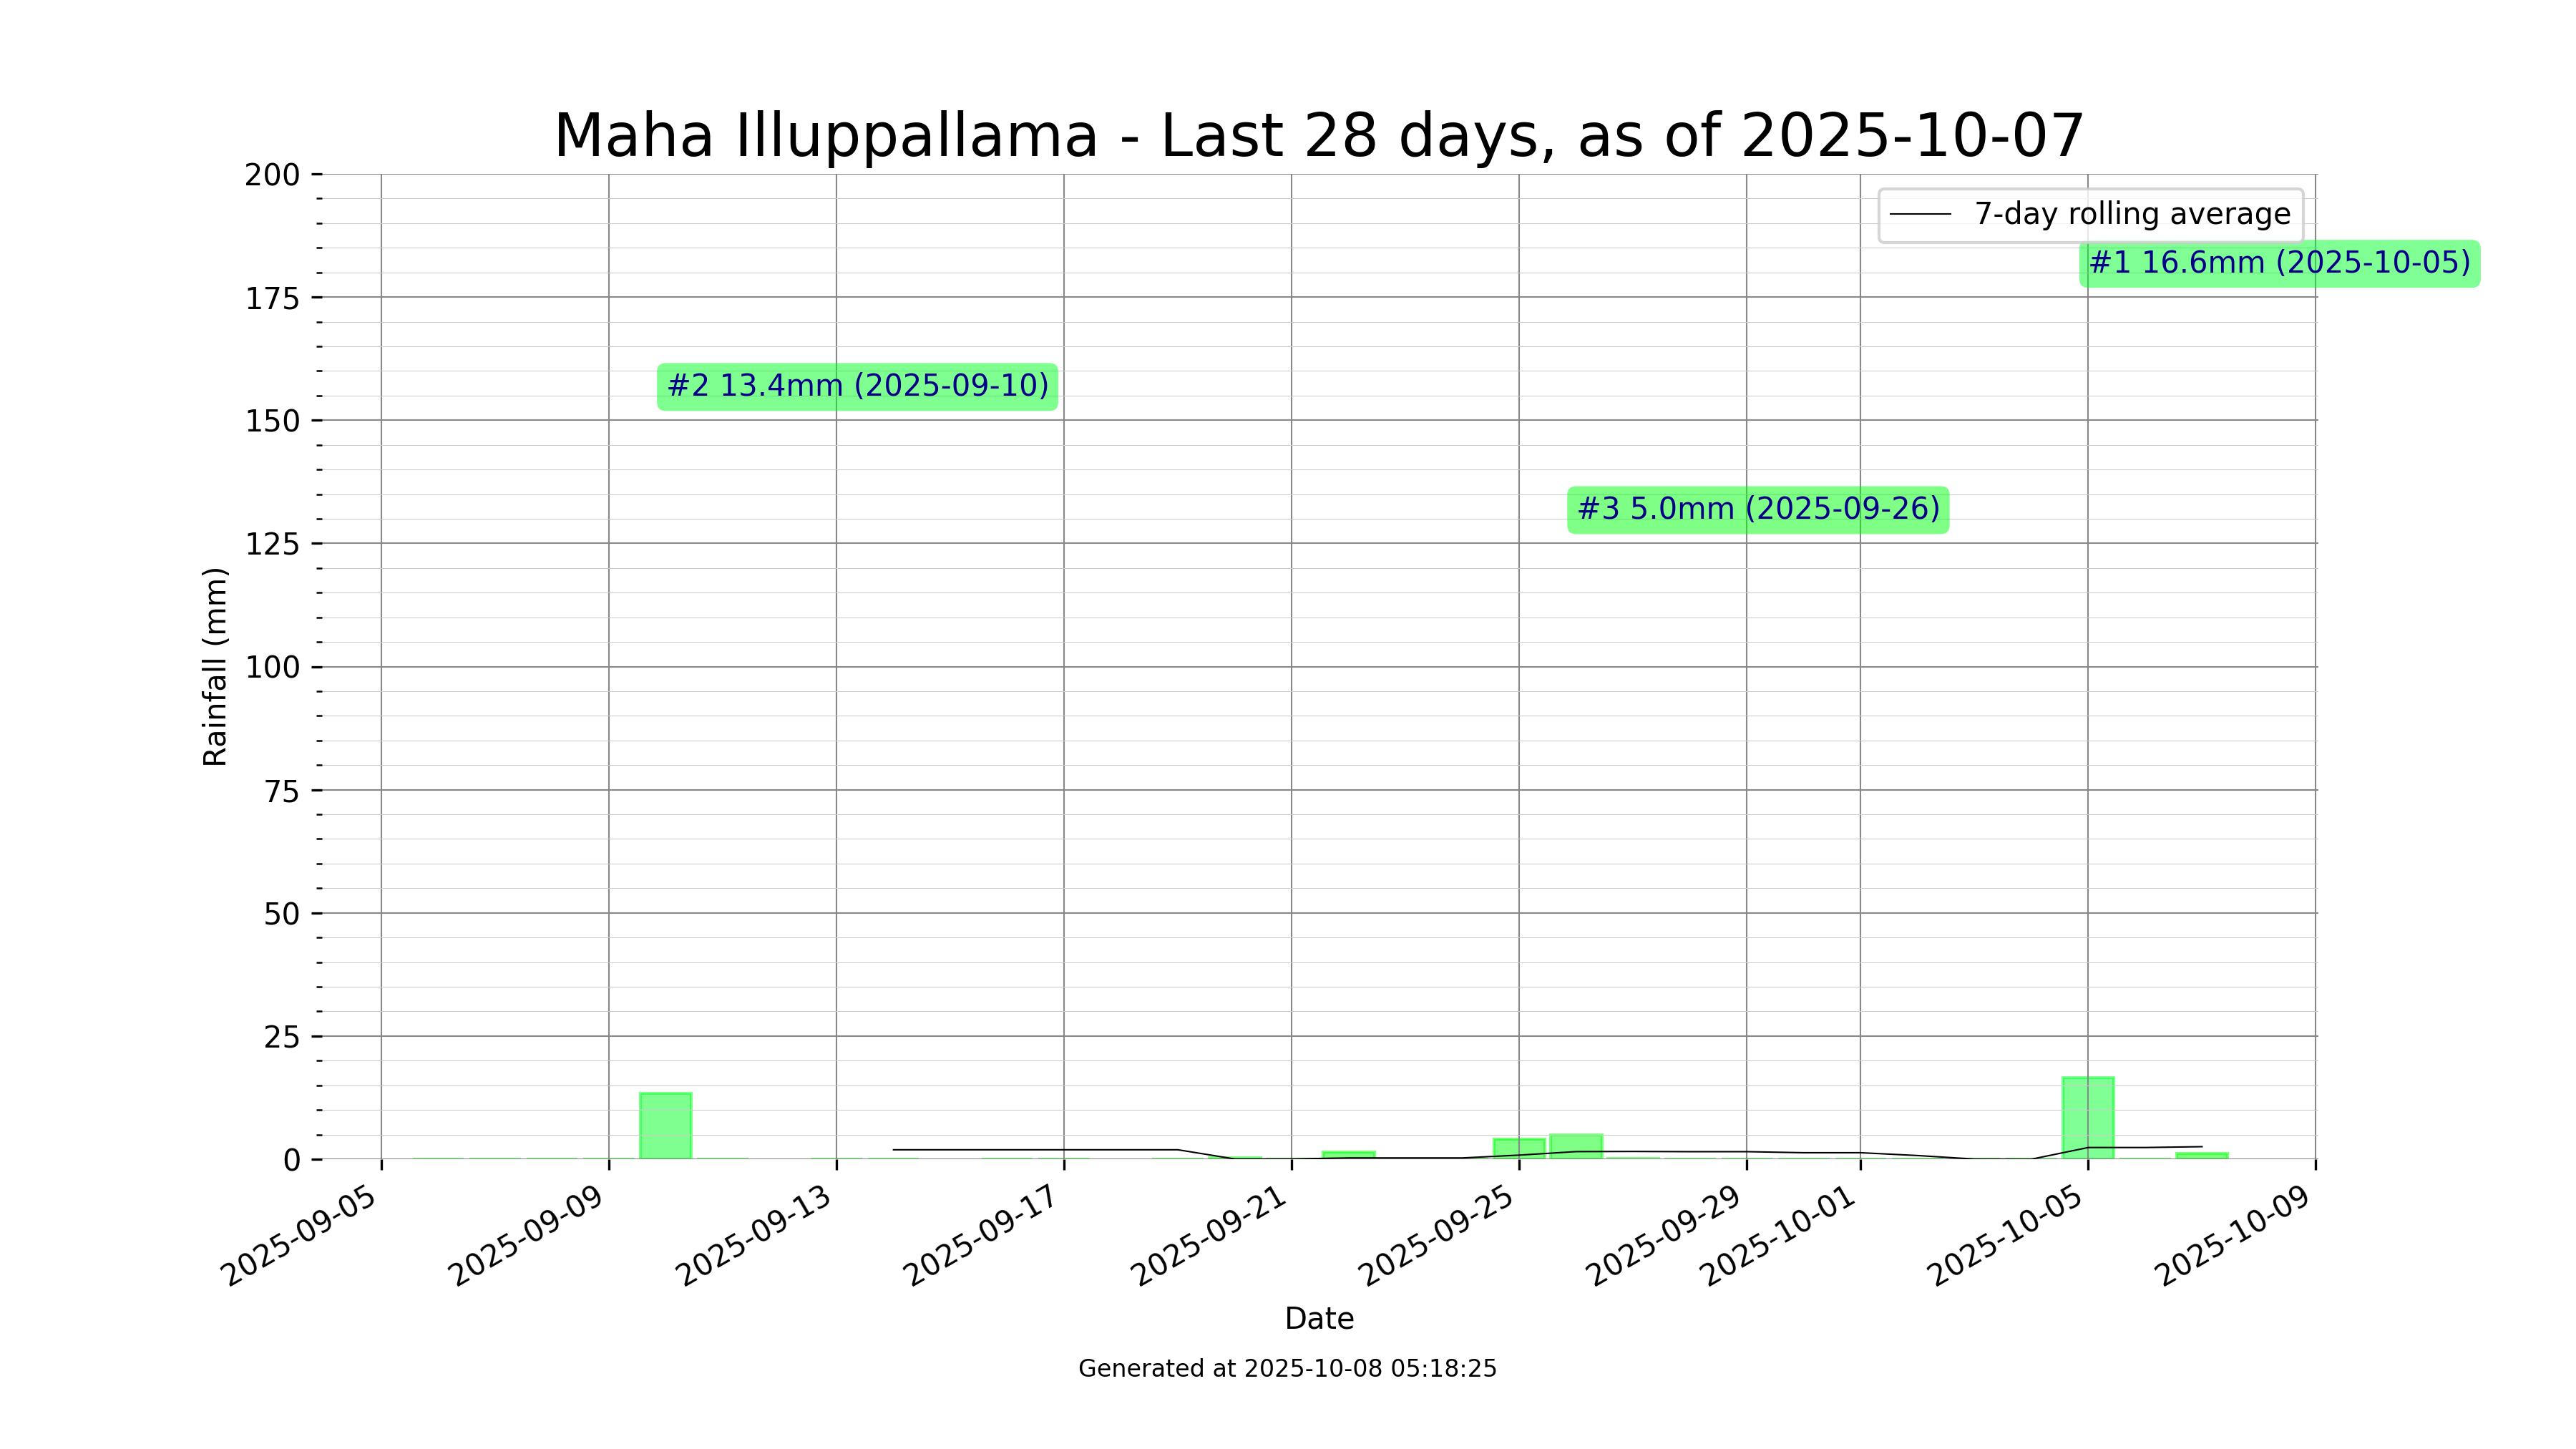 Maha Illuppallama - Last 28 days, as of 2025-10-07
200
175
150
125
100
75
50
25
0
Rainfall (mm)
7-day rolling average
#1 16.6mm (2025-10-05)
#2 13.4mm (2025-09-10)
#3 5.0mm (2025-09-26)
2025-09-05
2025-09-09
2025-09-13
2025-09-17
2025-09-21
2025-09-25
2025-09-29
2025-10-01
2025-10-05
2025-10-09
Date
Generated at 2025-10-08 05:18:25